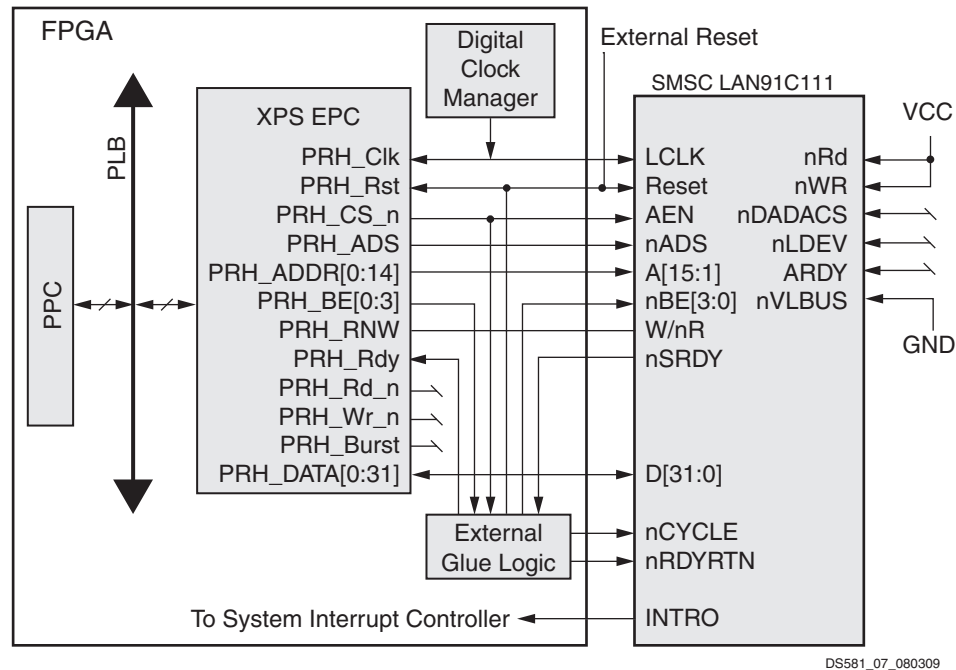 FPGA
Digital
Clock
Manager
External Reset
SMSC LAN91C111
VCC
XPS EPC
PLB
PPC
PRH_Clk
PRH_Rst
PRH_CS_n
PRH_ADS
PRH_ADDR[0:14]
PRH_BE[0:3]
PRH_RNW
PRH_Rdy
PRH_Rd_n
PRH_Wr_n
PRH_Burst
PRH_DATA[0:31]
LCLK
Reset
AEN
nADS
A[15:1]
nBE[3:0]
W/nR
nSRDY
D[31:0]
nCYCLE
nRDYRTN
INTRO
nRd
nWR
nDADACS
nLDEV
ARDY
nVLBUS
GND
External
Glue Logic
To System Interrupt Controller
DS581_07_080309